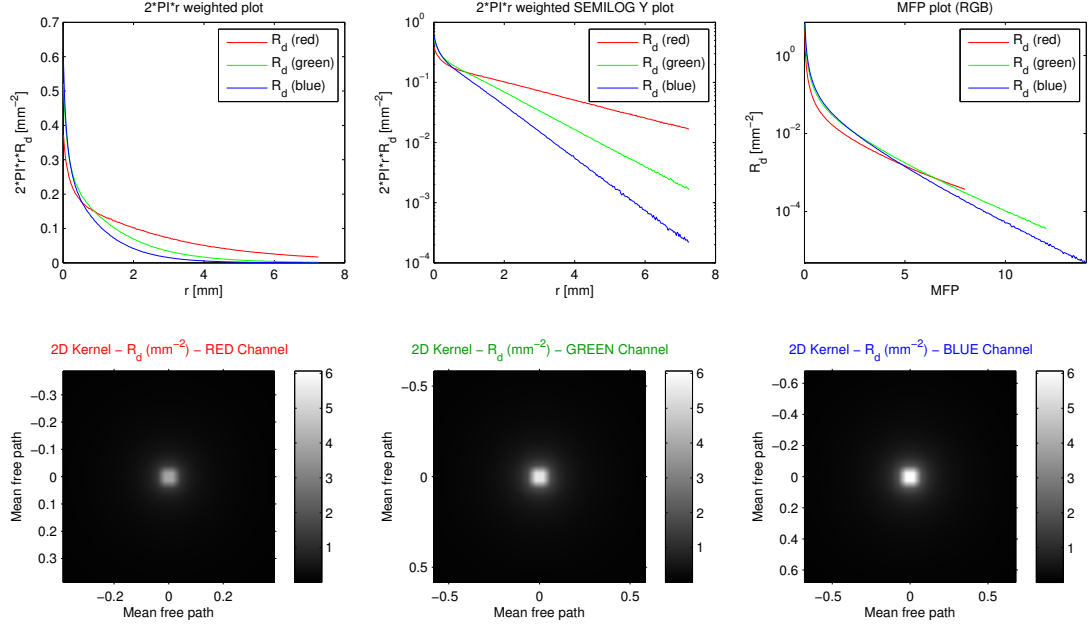 2*PI*r weighted plot
0.7
0.6
0.5
0.4
0.3
0.2
0.1
0
2*PI*r*R_d [mm^−2]
0 2 4 6 8
r [mm]
R_d (red)
R_d (green)
R_d (blue)
2*PI*r weighted SEMILOG Y plot
10^0
10^−1
10^−2
10^−3
10^−4
2*PI*r*R_d [mm^−2]
0 2 4 6 8
r [mm]
R_d (red)
R_d (green)
R_d (blue)
MFP plot (RGB)
10^0
10^−2
10^−4
R_d [mm^−2]
0 5 10
MFP
R_d (red)
R_d (green)
R_d (blue)
2D Kernel − R_d (mm^−2) − RED Channel
−0.3
−0.2
−0.1
0
0.1
0.2
0.3
Mean free path
−0.2 0 0.2
Mean free path
6
5
4
3
2
1
2D Kernel − R_d (mm^−2) − GREEN Channel
−0.5
0
0.5
Mean free path
−0.5 0 0.5
Mean free path
6
5
4
3
2
1
2D Kernel − R_d (mm^−2) − BLUE Channel
−0.6
−0.4
−0.2
0
0.2
0.4
0.6
Mean free path
−0.5 0 0.5
Mean free path
6
5
4
3
2
1